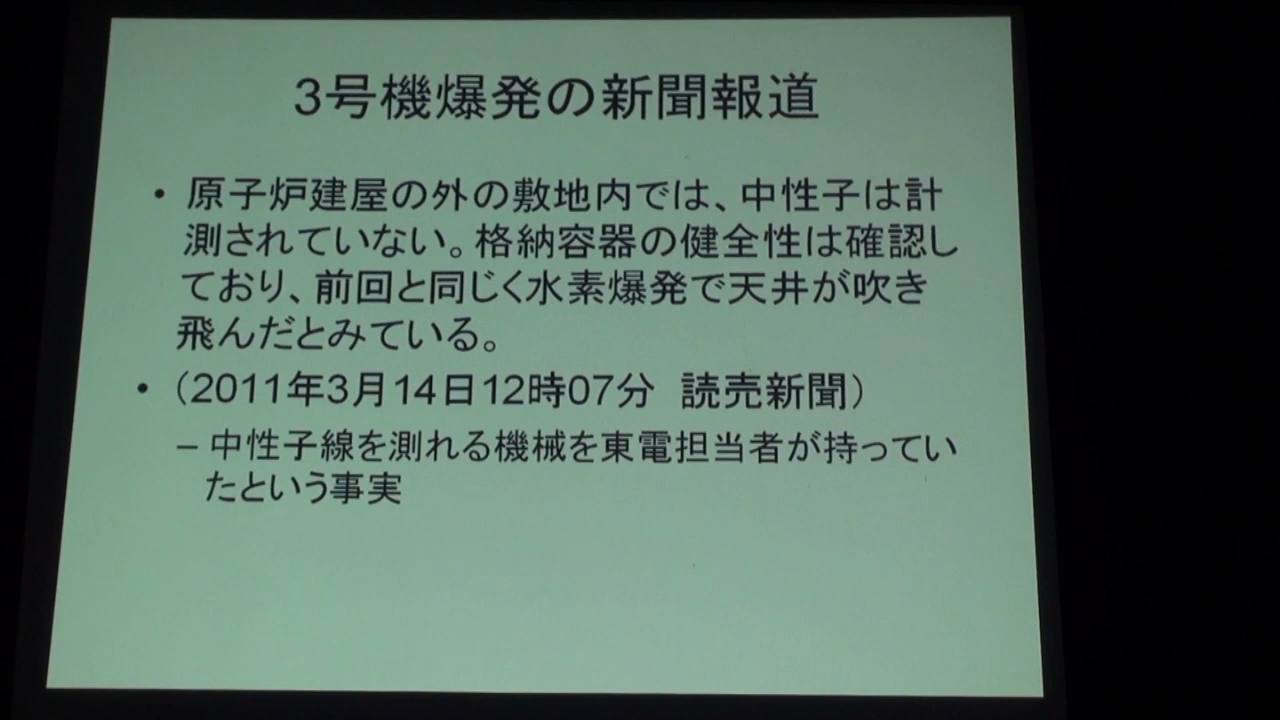 3号機爆発の新聞報道
• 原子炉建屋の外の敷地内では、中性子は計
測されていない。格納容器の健全性は確認し
ており、前回と同じく水素爆発で天井が吹き
飛んだとみている。
• （2011年3月14日12時07分　読売新聞）
– 中性子線を測れる機械を東電担当者が持ってい
たという事実